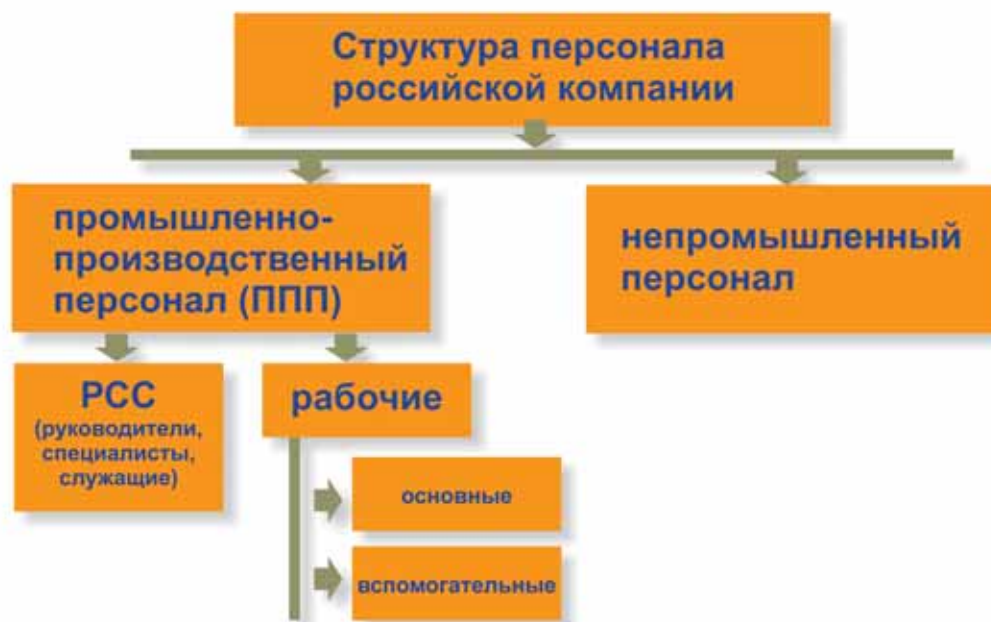 Структура персонала
российской компании
промышленно-
производственный
персонал (ППП)
непромышленный
персонал
РСС
(руководители,
специалисты,
служащие)
рабочие
основные
вспомогательные